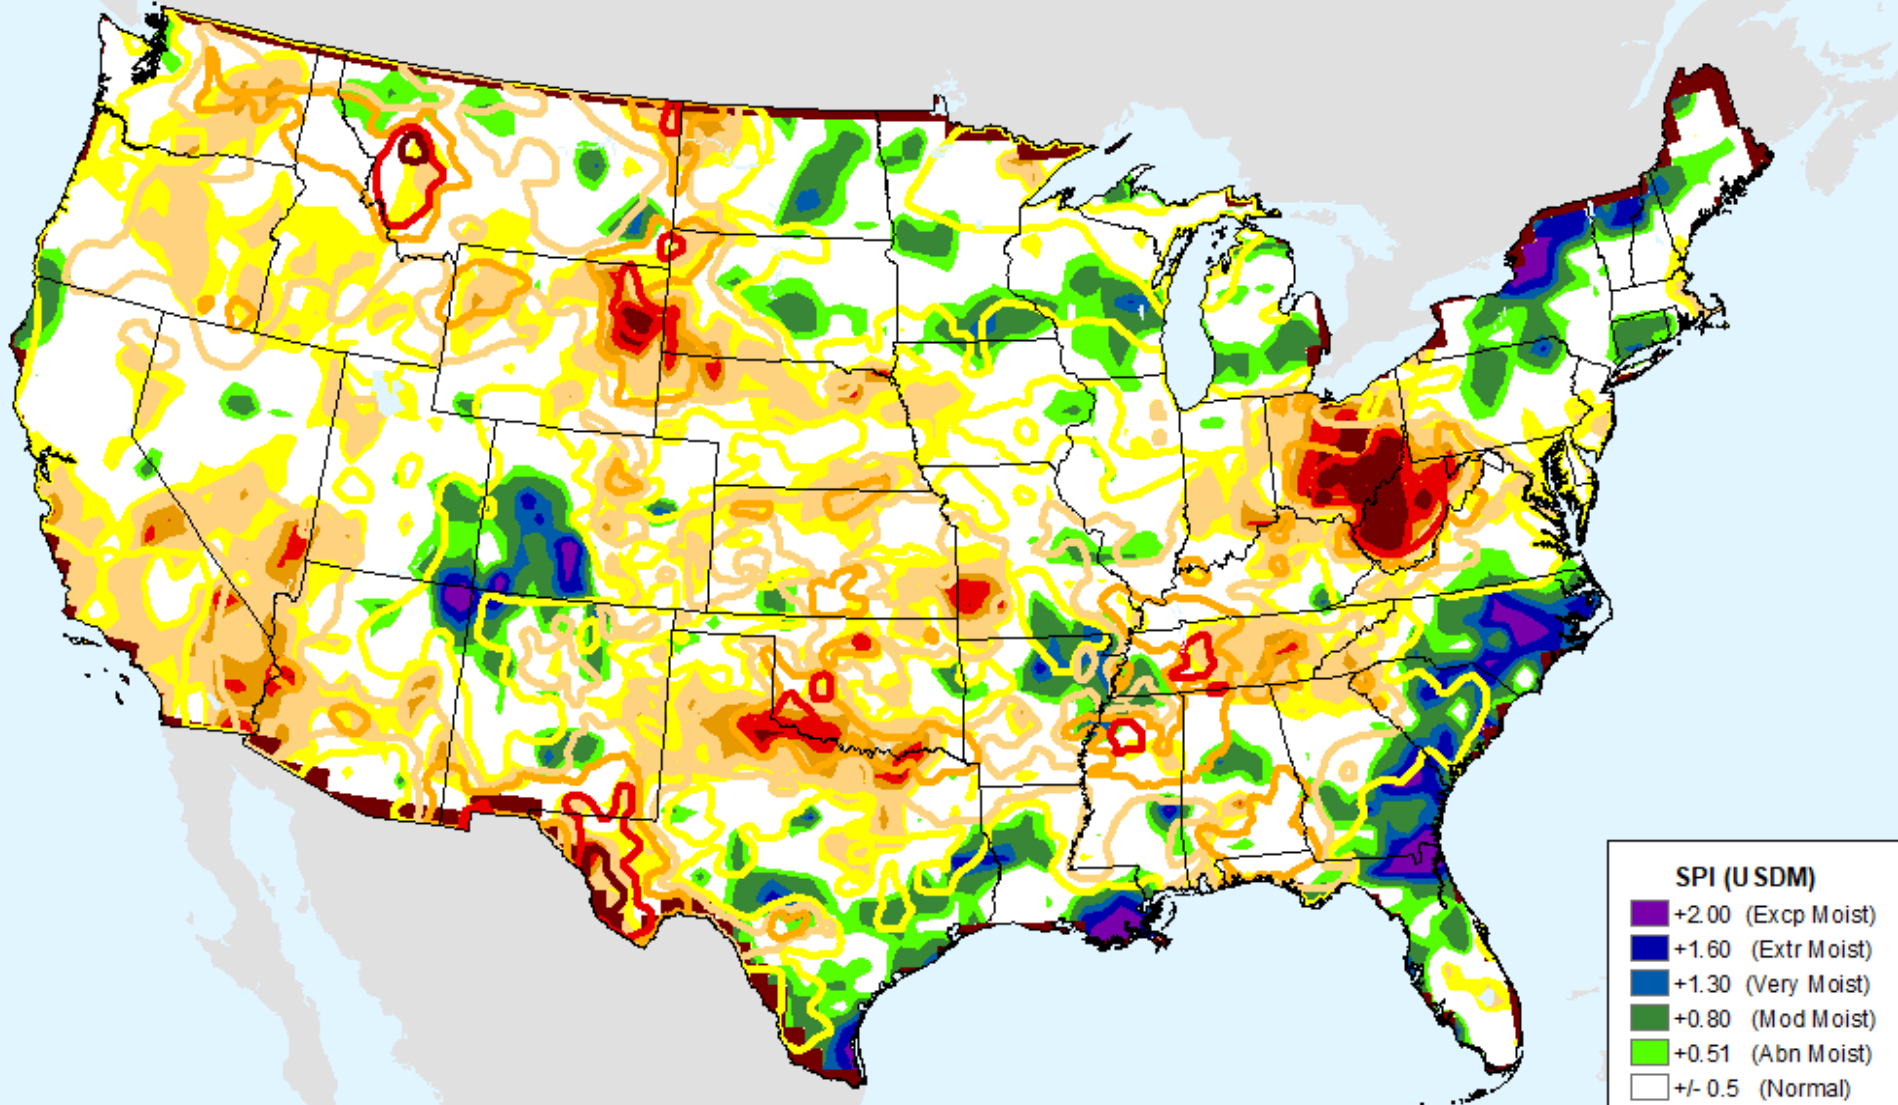 SPI (USDM)
+2.00 (Excp Moist)
+1.60 (Extr Moist)
+1.30 (Very Moist)
+0.80 (Mod Moist)
+0.51 (Abn Moist)
+/- 0.5 (Normal)